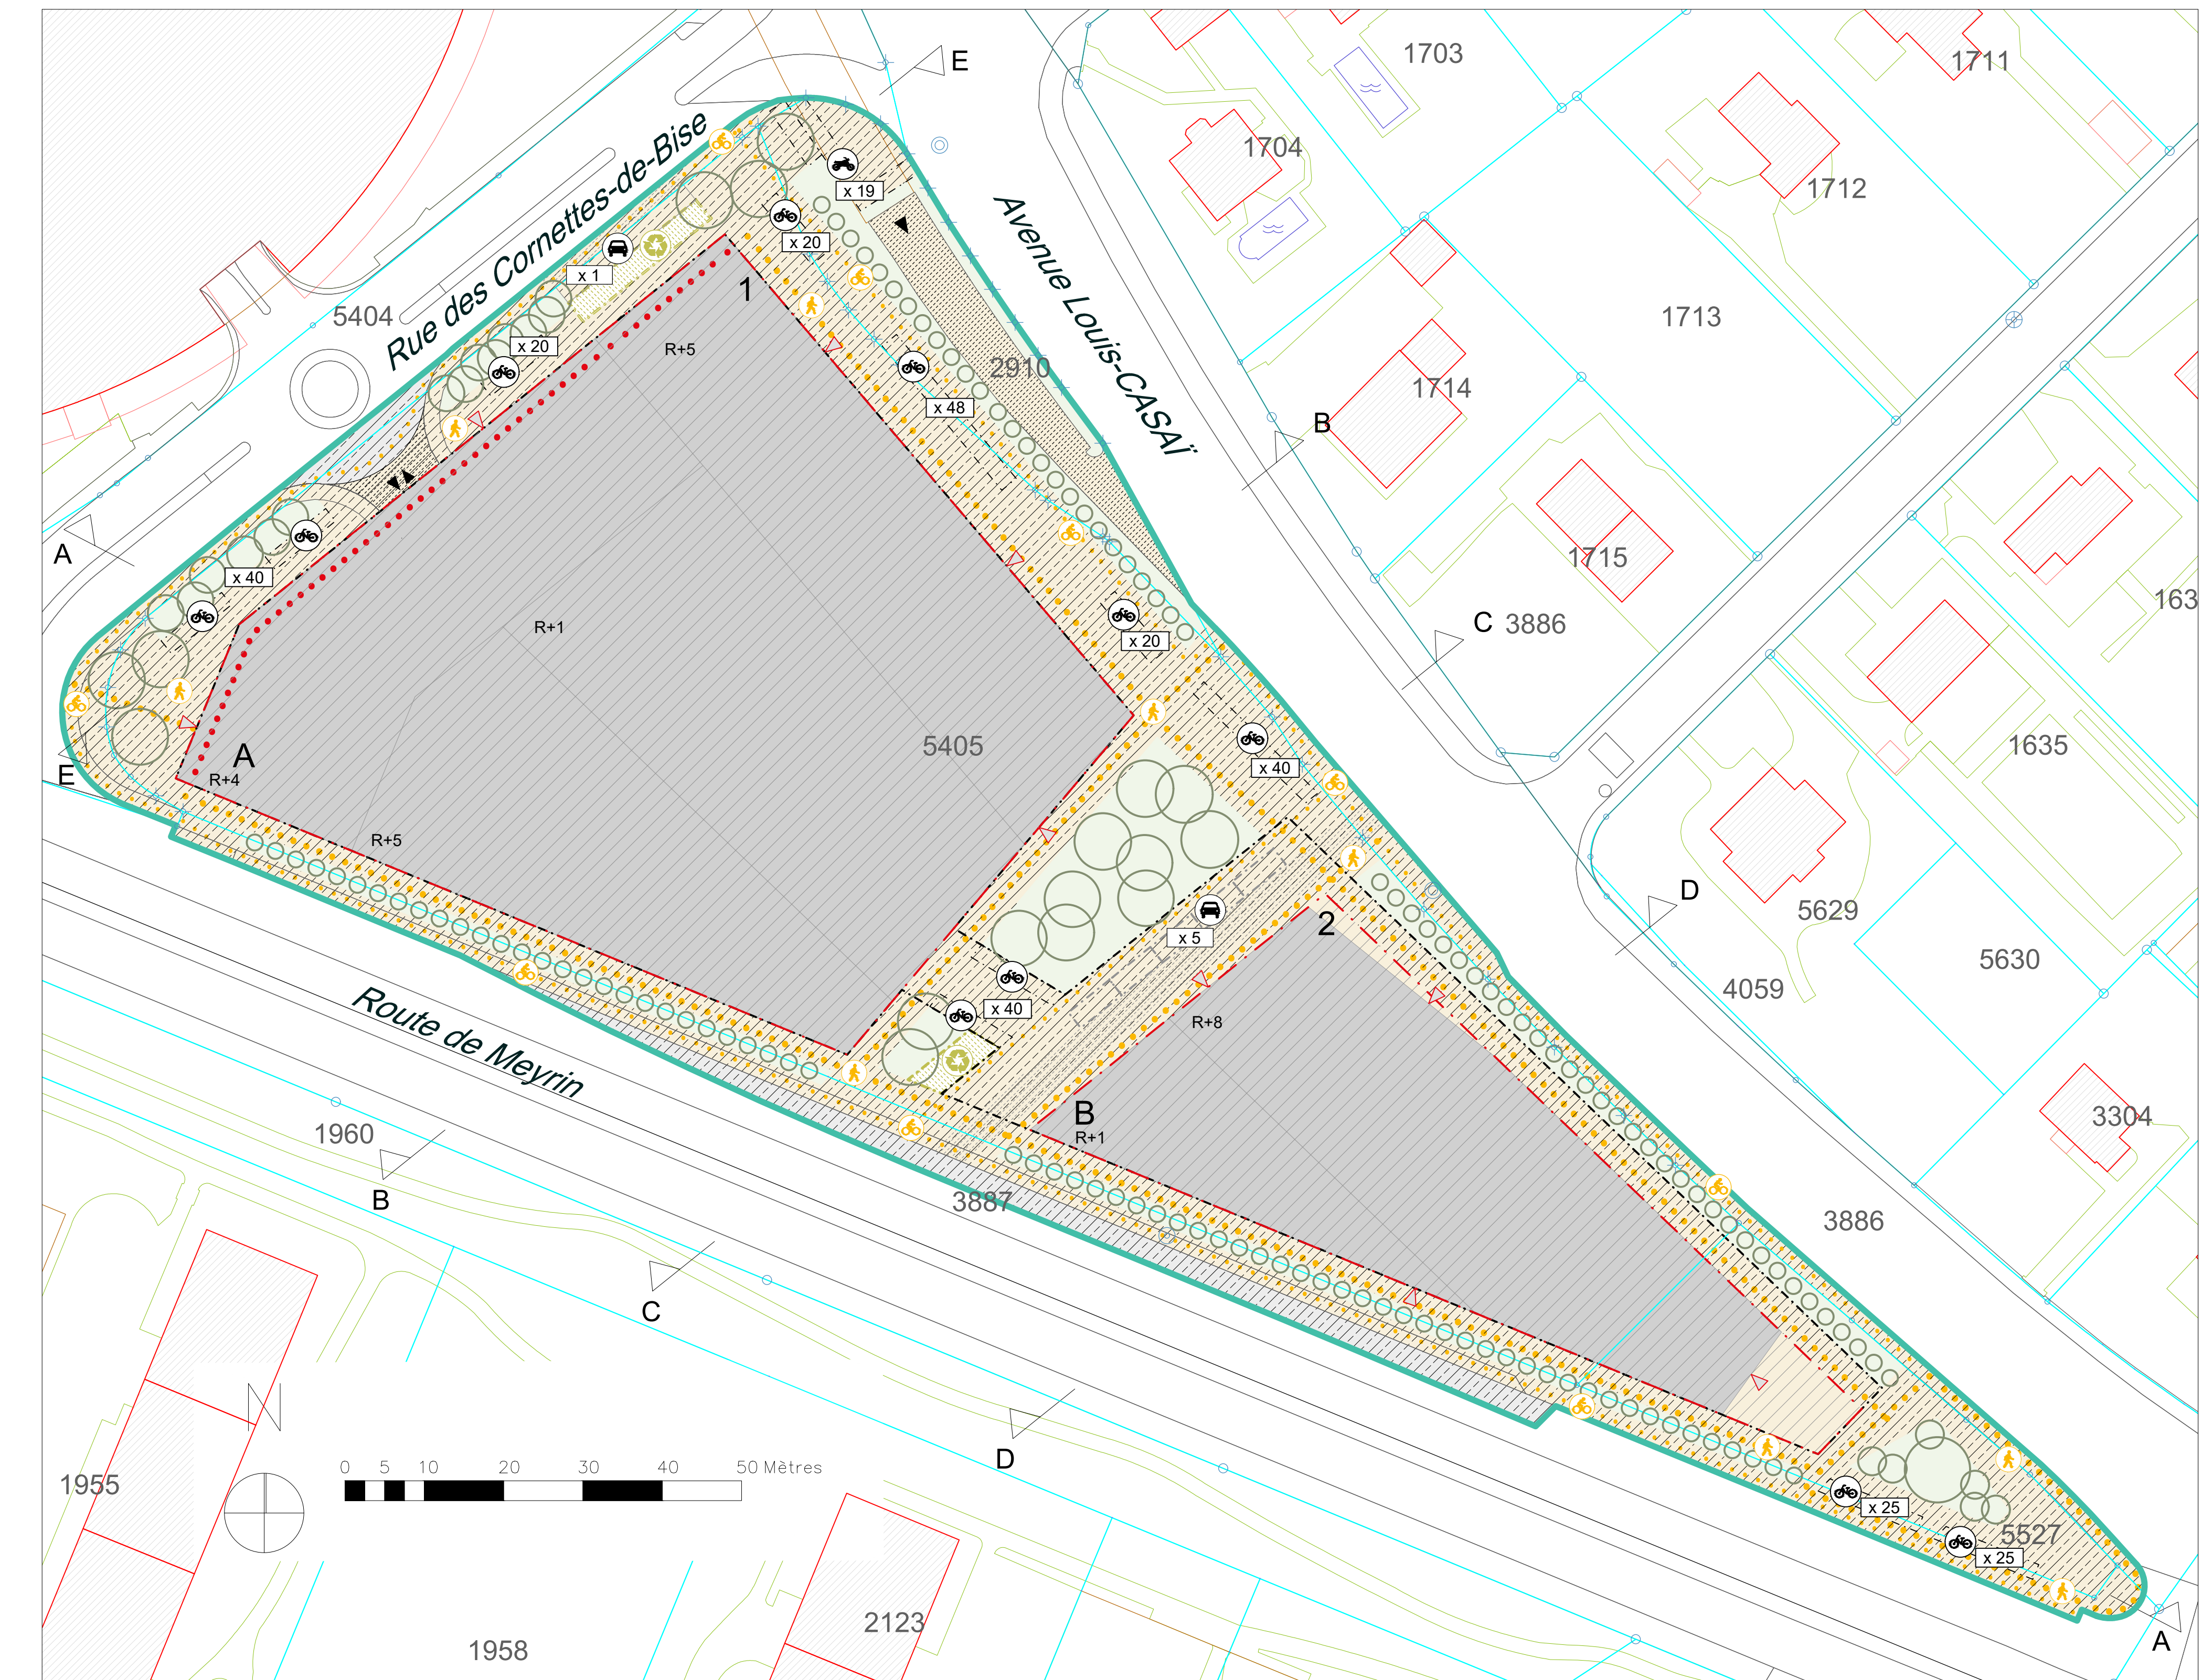 E
1703
1711
1704
x 19
Rue des Cornettes-de-Bise
1712
x 20
Avenue Louis-CASAÏ
x 1
1
5404
1713
R+5
x 20
2910
1714
x 48
B
A
1715
x 40
163
C
3886
R+1
x 20
5405
1635
A
x 40
E
R+4
R+5
D
5629
2
x 5
5630
4059
Route de Meyrin
x 40
R+8
B
R+1
3304
1960
B
3887
3886
C
N
D
0 5 10 20 30 40 50 Mètres
1955
x 25
5527
x 25
2123
A
1958